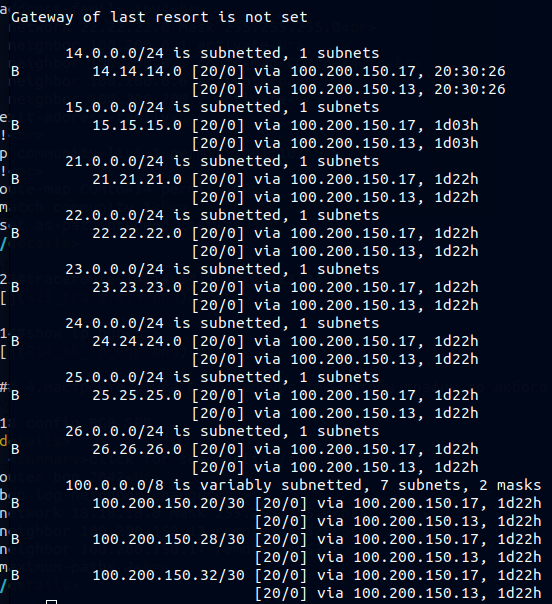 Gateway of last resort is not set
14.0.0.0/24 is subnetted, 1 subnets
B 14.14.14.0 [20/0] via 100.200.150.17, 20:30:26
[20/0] via 100.200.150.13, 20:30:26
15.0.0.0/24 is subnetted, 1 subnets
B 15.15.15.0 [20/0] via 100.200.150.17, 1d03h
[20/0] via 100.200.150.13, 1d03h
21.0.0.0/24 is subnetted, 1 subnets
B 21.21.21.0 [20/0] via 100.200.150.17, 1d22h
[20/0] via 100.200.150.13, 1d22h
22.0.0.0/24 is subnetted, 1 subnets
B 22.22.22.0 [20/0] via 100.200.150.17, 1d22h
[20/0] via 100.200.150.13, 1d22h
23.0.0.0/24 is subnetted, 1 subnets
B 23.23.23.0 [20/0] via 100.200.150.17, 1d22h
[20/0] via 100.200.150.13, 1d22h
24.0.0.0/24 is subnetted, 1 subnets
B 24.24.24.0 [20/0] via 100.200.150.17, 1d22h
[20/0] via 100.200.150.13, 1d22h
25.0.0.0/24 is subnetted, 1 subnets
B 25.25.25.0 [20/0] via 100.200.150.17, 1d22h
[20/0] via 100.200.150.13, 1d22h
26.0.0.0/24 is subnetted, 1 subnets
B 26.26.26.0 [20/0] via 100.200.150.17, 1d22h
[20/0] via 100.200.150.13, 1d22h
100.0.0.0/8 is variably subnetted, 7 subnets, 2 masks
B 100.200.150.20/30 [20/0] via 100.200.150.17, 1d22h
[20/0] via 100.200.150.13, 1d22h
B 100.200.150.28/30 [20/0] via 100.200.150.17, 1d22h
[20/0] via 100.200.150.13, 1d22h
B 100.200.150.32/30 [20/0] via 100.200.150.17, 1d22h
[20/0] via 100.200.150.13, 1d22h